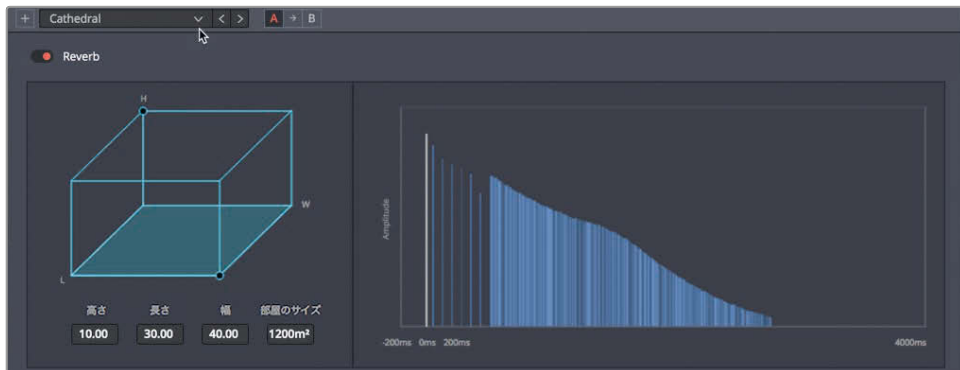 + Cathedral < > A → B
Reverb
H
W
L
高さ 長さ 幅 部屋のサイズ
10.00 30.00 40.00 1200m²
Amplitude
-200ms 0ms 200ms 4000ms